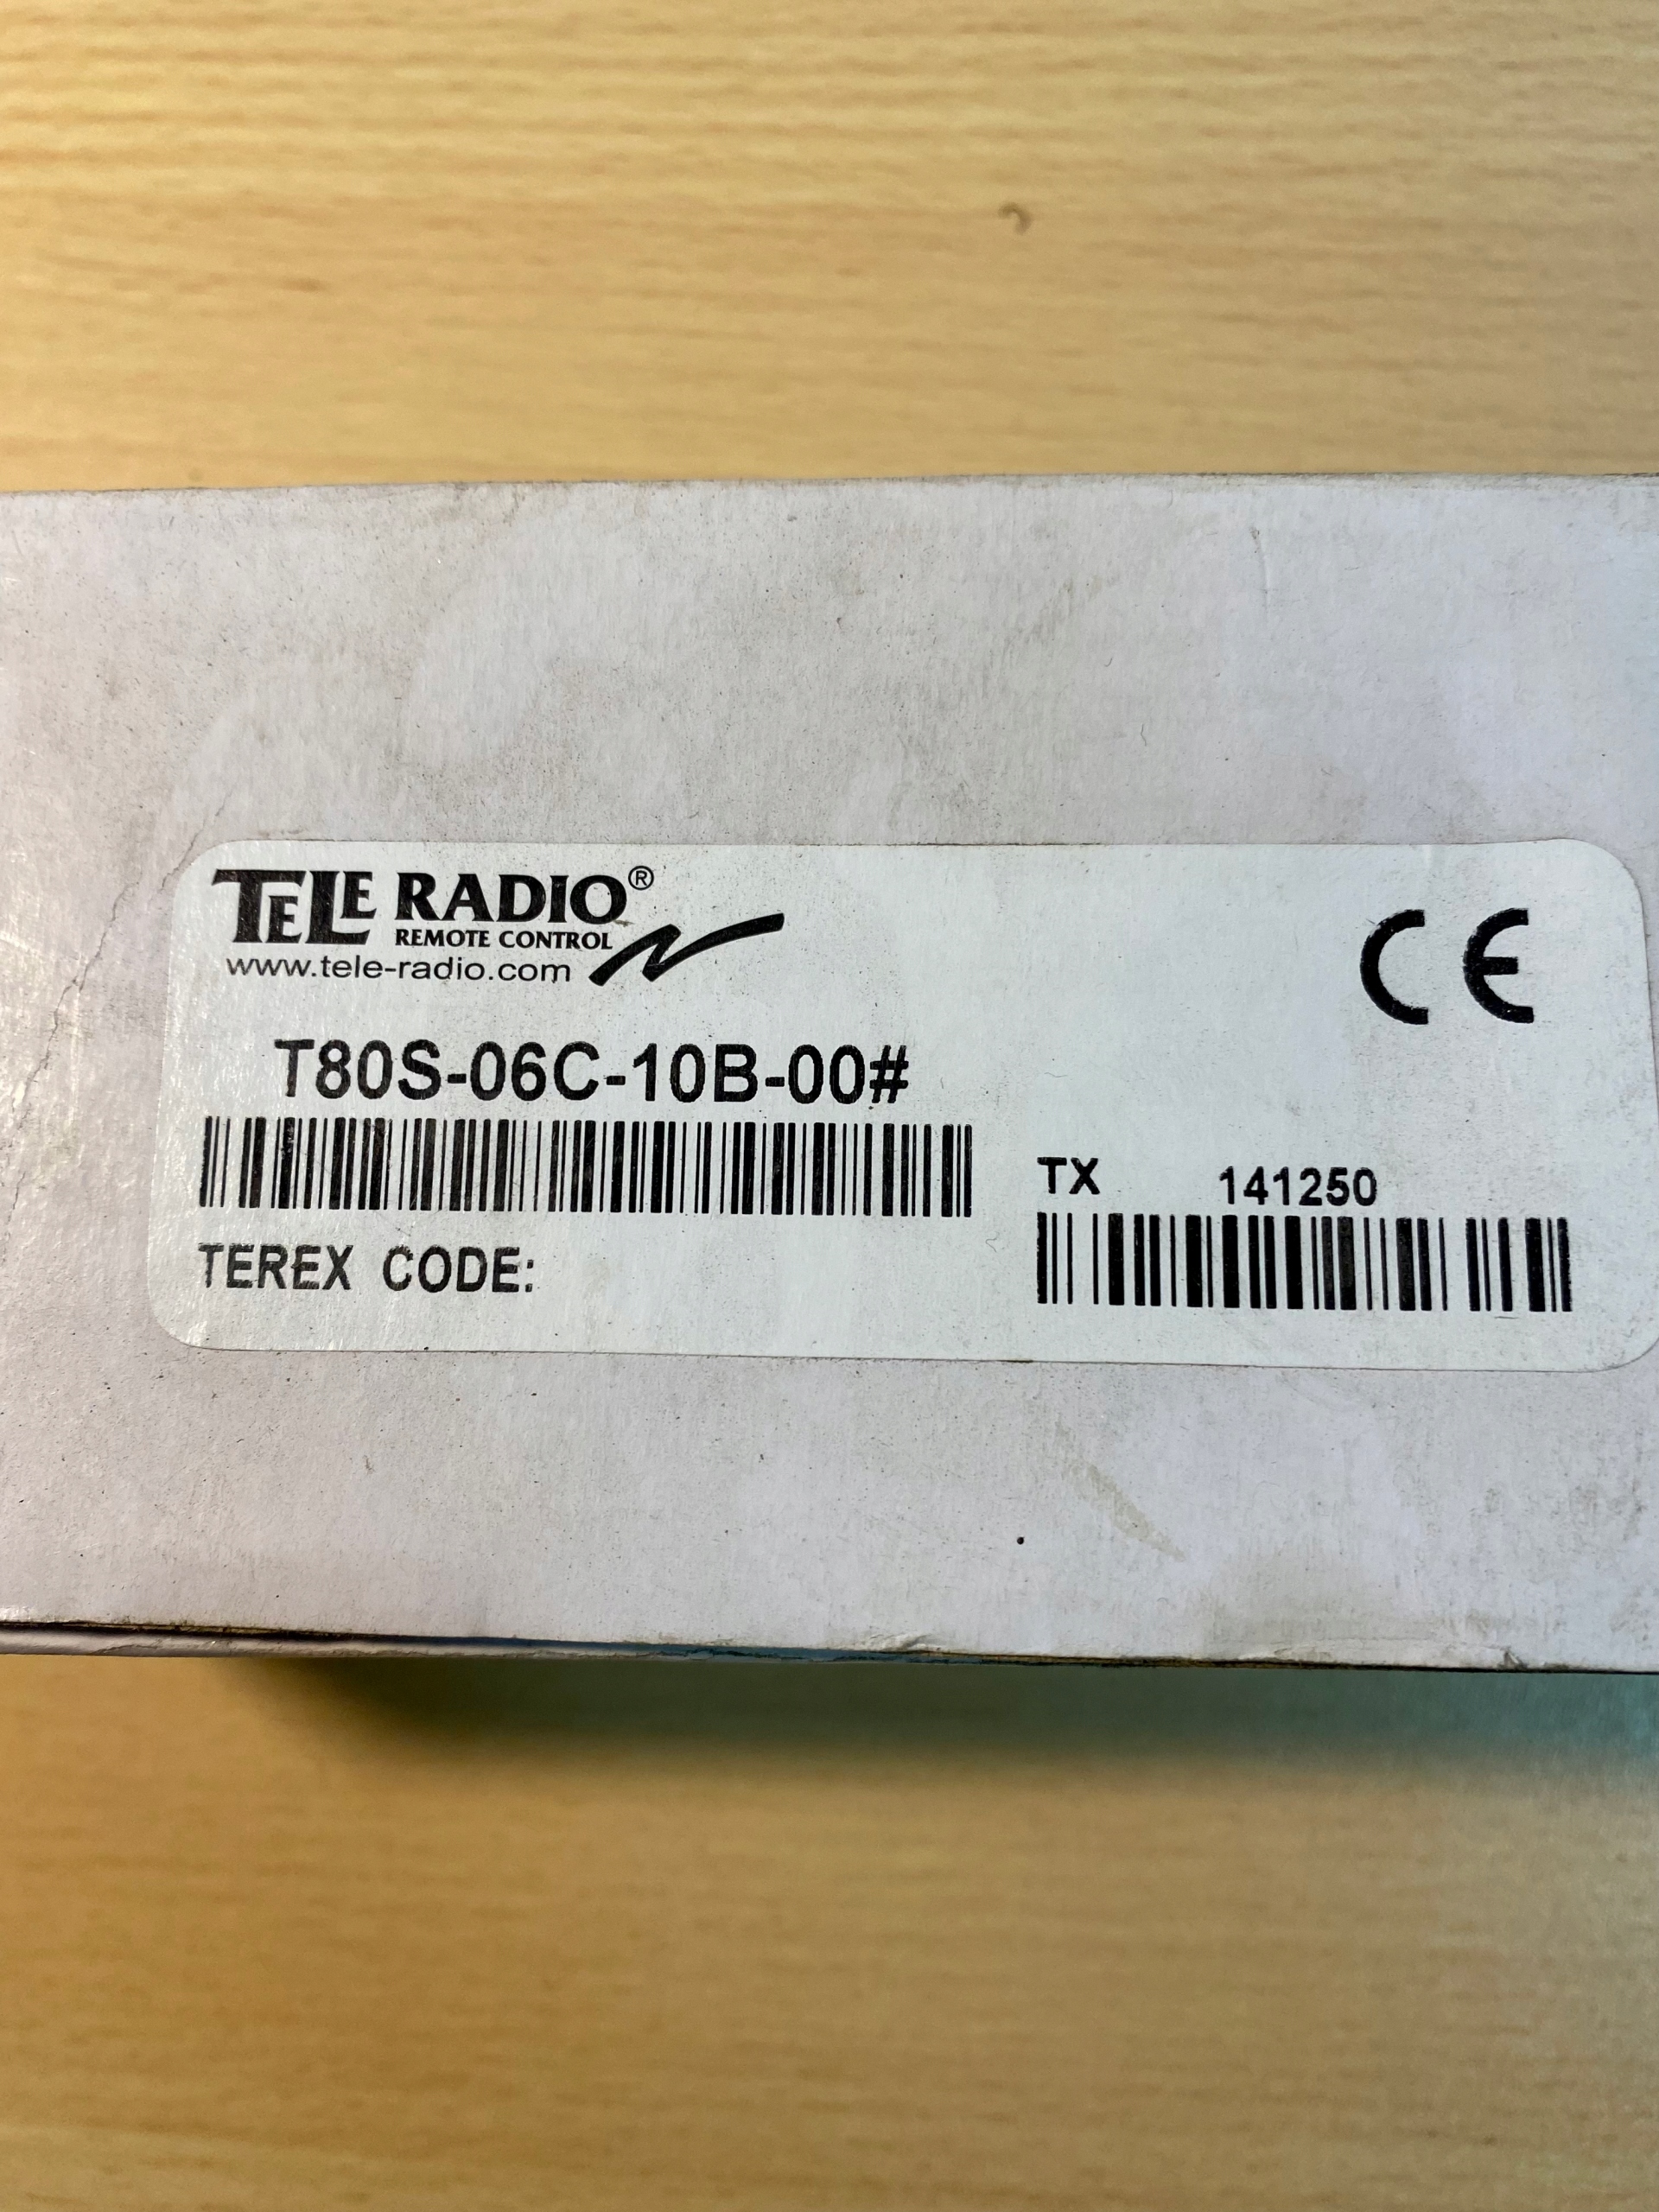 TELE RADIO®
REMOTE CONTROL
www.tele-radio.com
CE
T80S-06C-10B-00#
TX 141250
TEREX CODE: